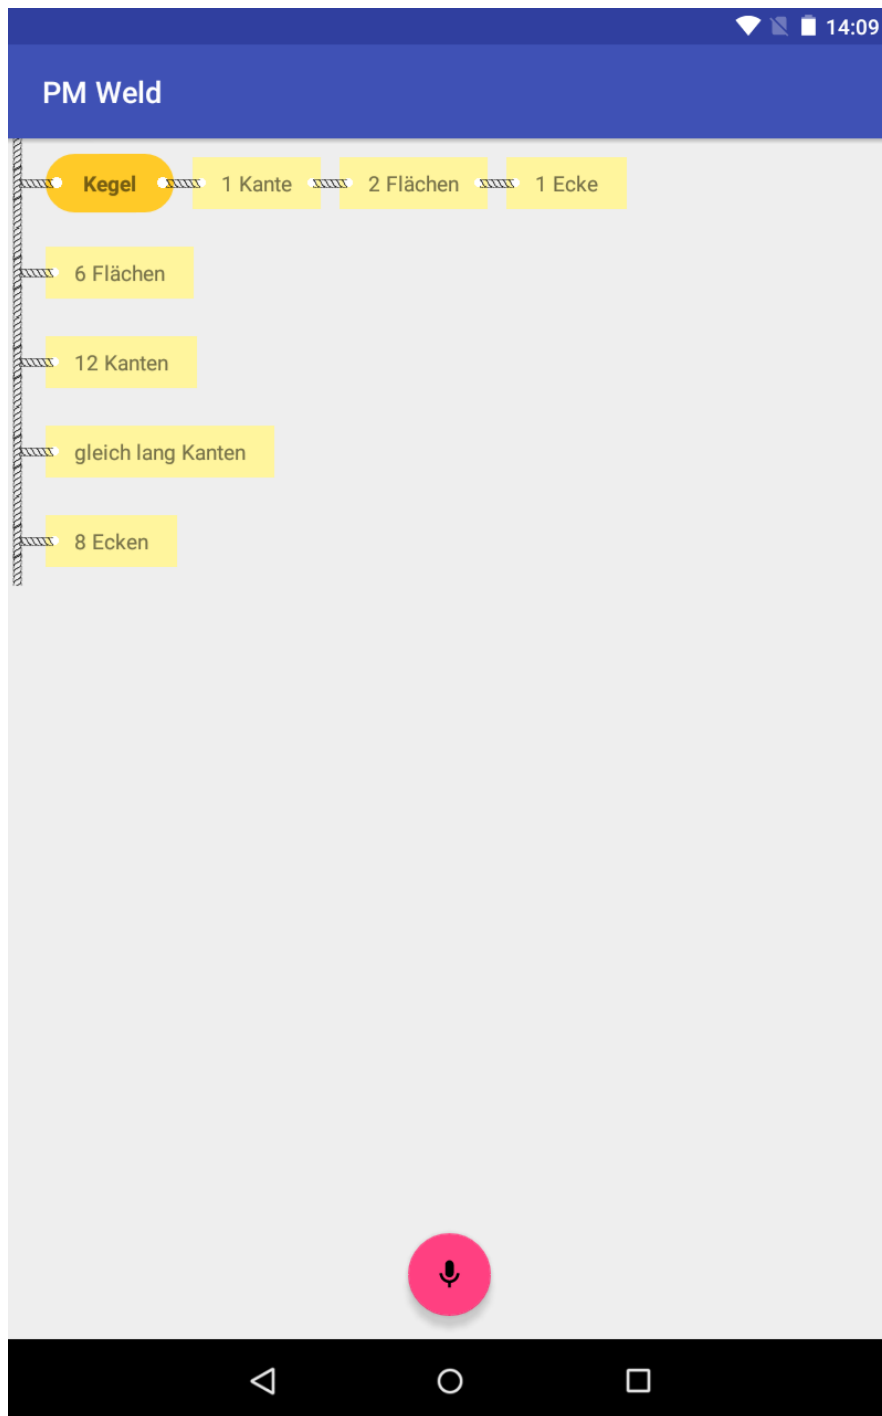 14:09
PM Weld
Kegel 1 Kante 2 Flächen 1 Ecke
6 Flächen
12 Kanten
gleich lang Kanten
8 Ecken